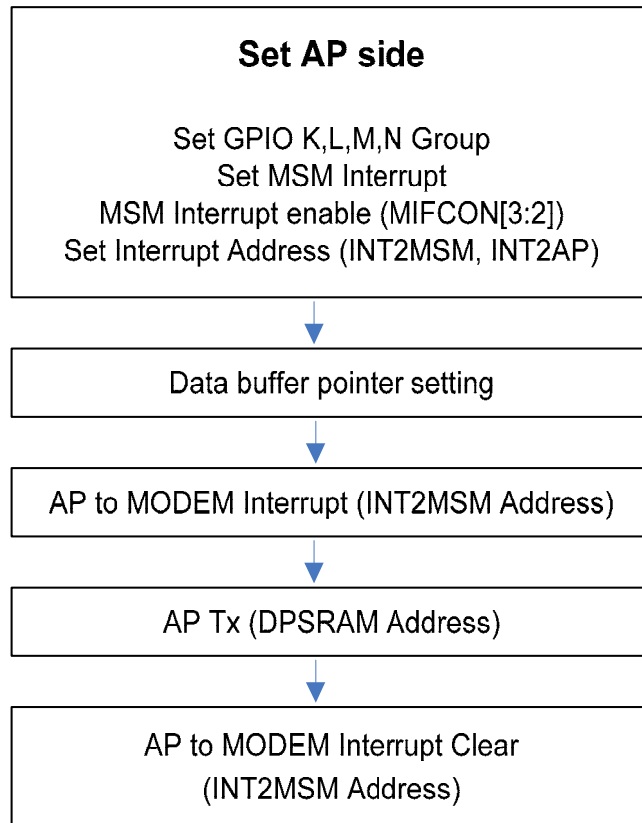 Set AP side
Set GPIO K,L,M,N Group
Set MSM Interrupt
MSM Interrupt enable (MIFCON[3:2])
Set Interrupt Address (INT2MSM, INT2AP)
Data buffer pointer setting
AP to MODEM Interrupt (INT2MSM Address)
AP Tx (DPSRAM Address)
AP to MODEM Interrupt Clear
(INT2MSM Address)